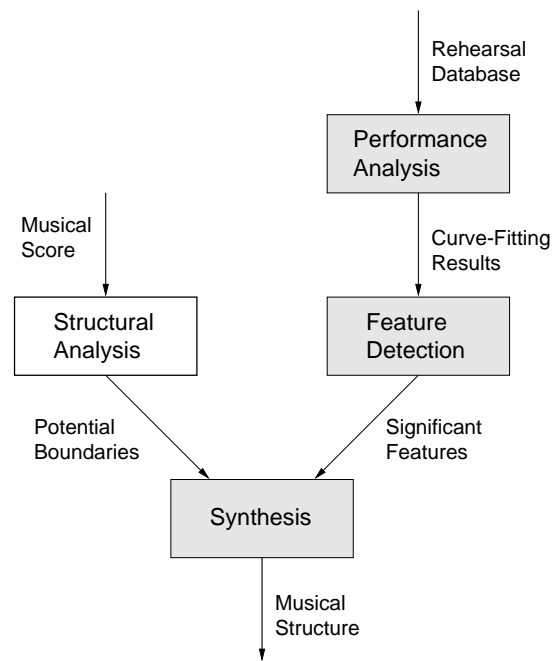 Rehearsal
Database
Performance
Analysis
Musical
Score
Curve-Fitting
Results
Structural
Analysis
Feature
Detection
Potential
Boundaries
Significant
Features
Synthesis
Musical
Structure